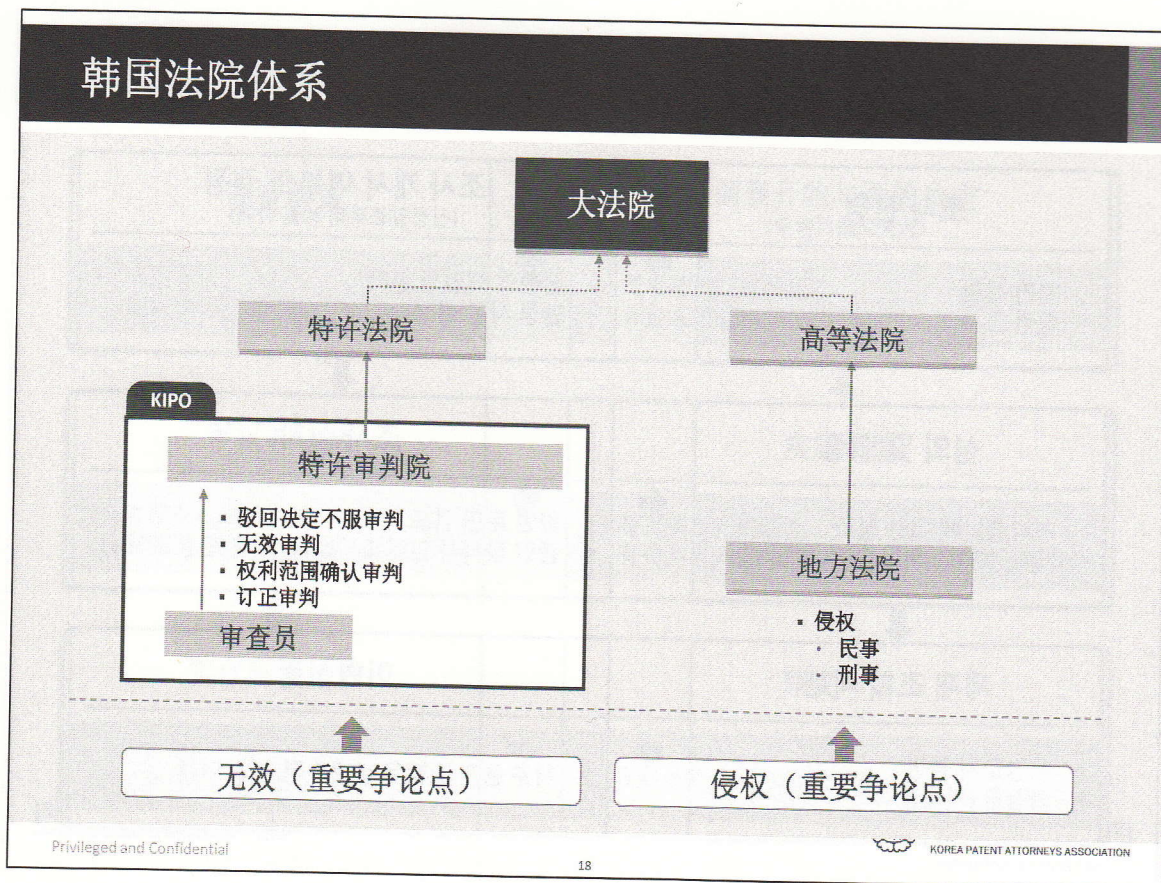 韩国法院体系
大法院
特许法院
高等法院
KIPO
特许审判院
▪ 驳回决定不服审判
▪ 无效审判
▪ 权利范围确认审判
▪ 订正审判
审查员
地方法院
▪ 侵权
· 民事
· 刑事
无效（重要争论点）
侵权（重要争论点）
Privileged and Confidential
18
KOREA PATENT ATTORNEYS ASSOCIATION